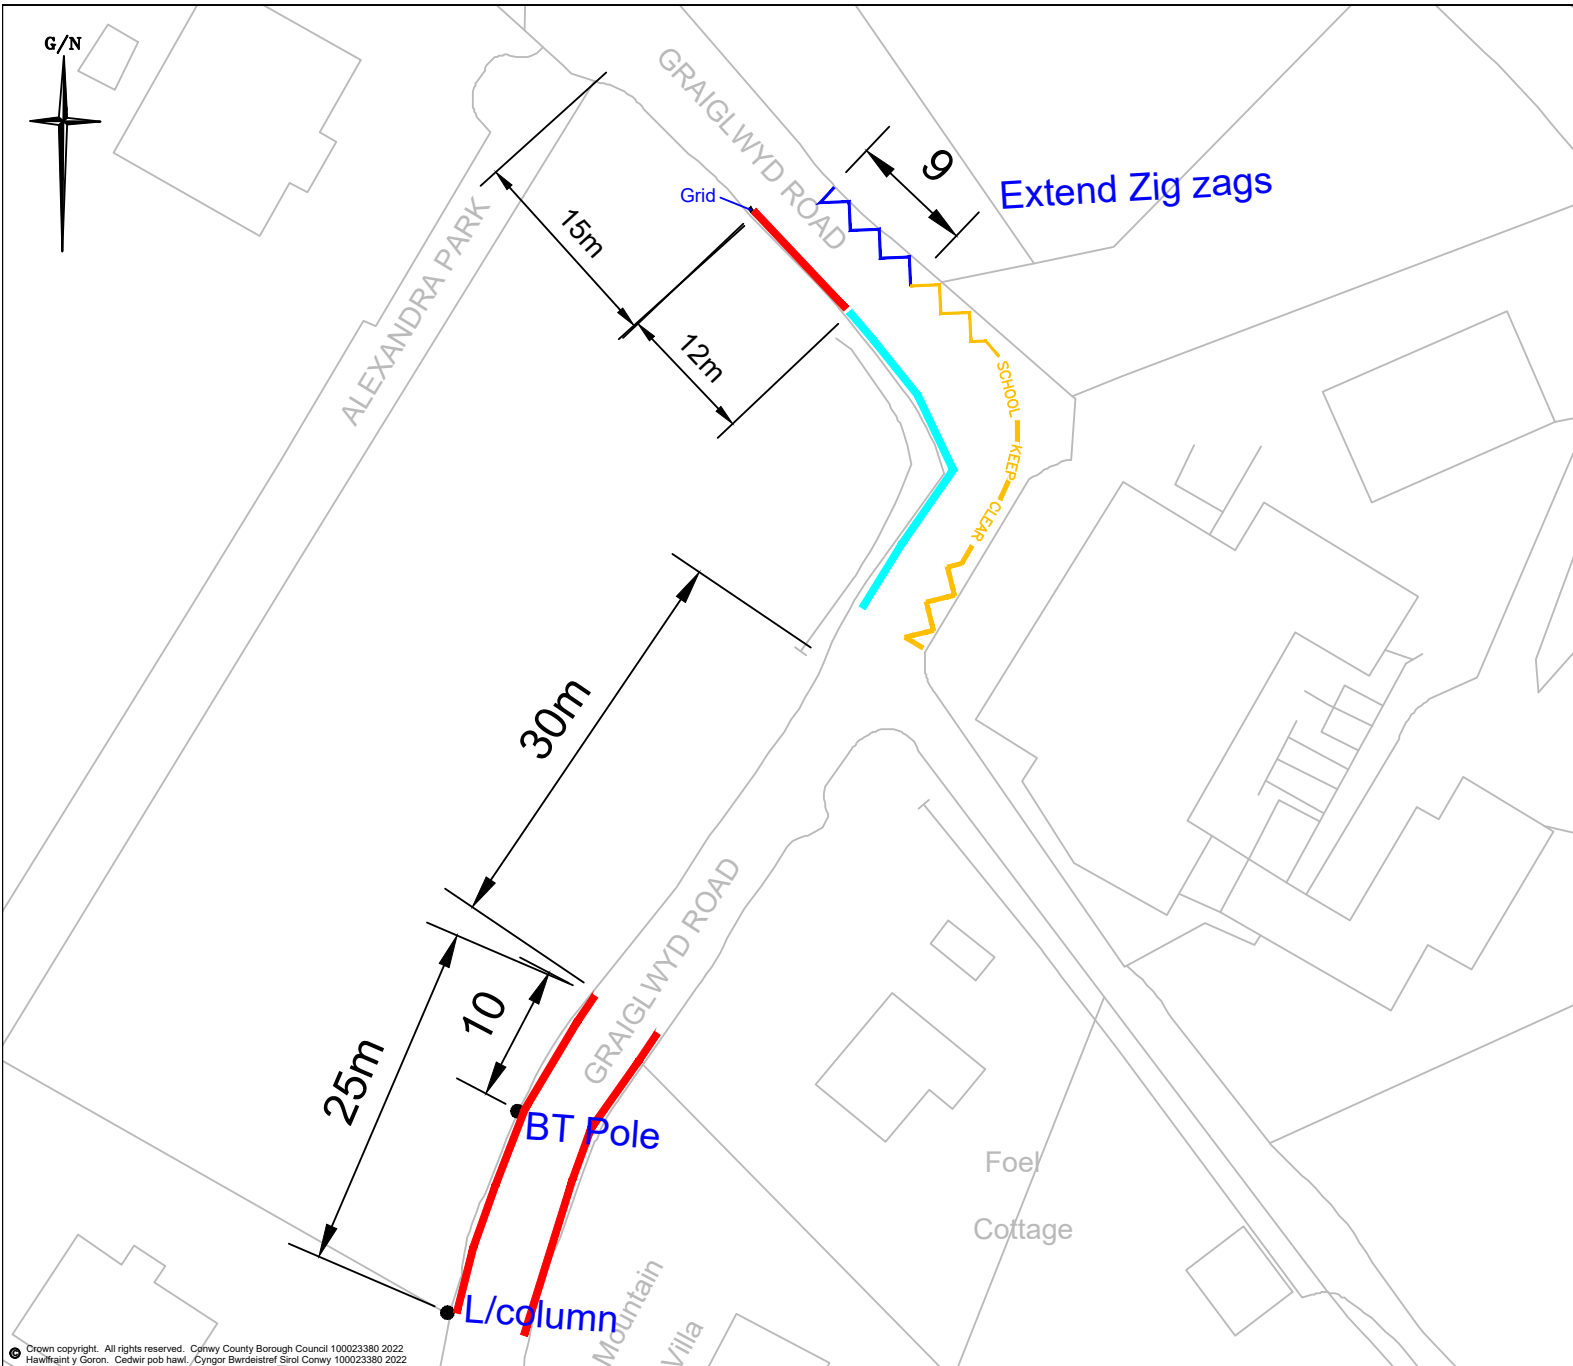 G/N
GRAIGLWYD ROAD
9
Extend Zig zags
Grid
15m
ALEXANDRA PARK
12m
SCHOOL
KEEP
CLEAR
30m
GRAIGLWYD ROAD
10
25m
BT Pole
Foel
Cottage
L/column
Mountain
Villa
© Crown copyright. All rights reserved. Conwy County Borough Council 100023380 2022
Hawlfraint y Goron. Cedwir pob hawl. Cyngor Bwrdeistref Sirol Conwy 100023380 2022